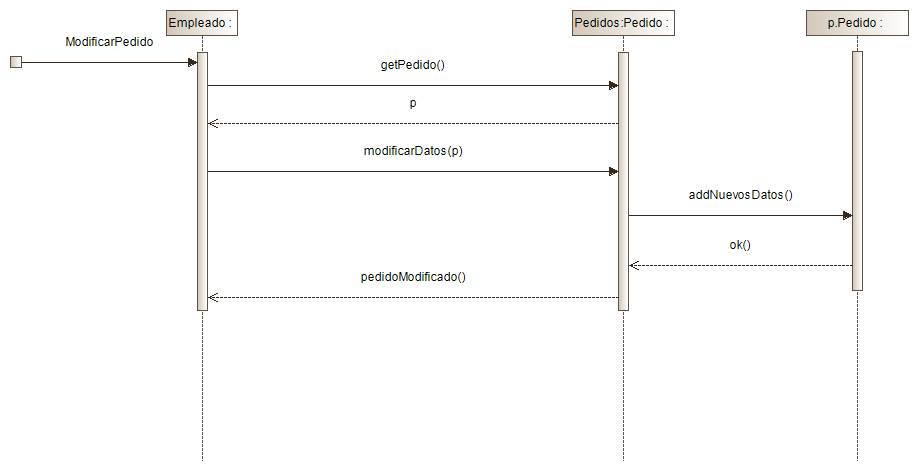 Empleado :
Pedidos:Pedido :
p.Pedido :
ModificarPedido
getPedido()
p
modificarDatos(p)
addNuevosDatos()
ok()
pedidoModificado()